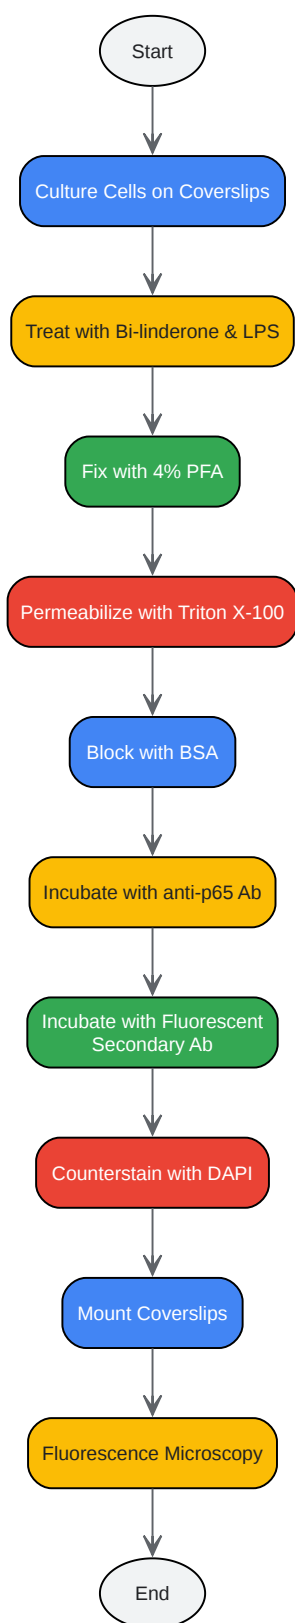 Start
Culture Cells on Coverslips
Treat with Bi-linderone & LPS
Fix with 4% PFA
Permeabilize with Triton X-100
Block with BSA
Incubate with anti-p65 Ab
Incubate with Fluorescent
Secondary Ab
Counterstain with DAPI
Mount Coverslips
Fluorescence Microscopy
End